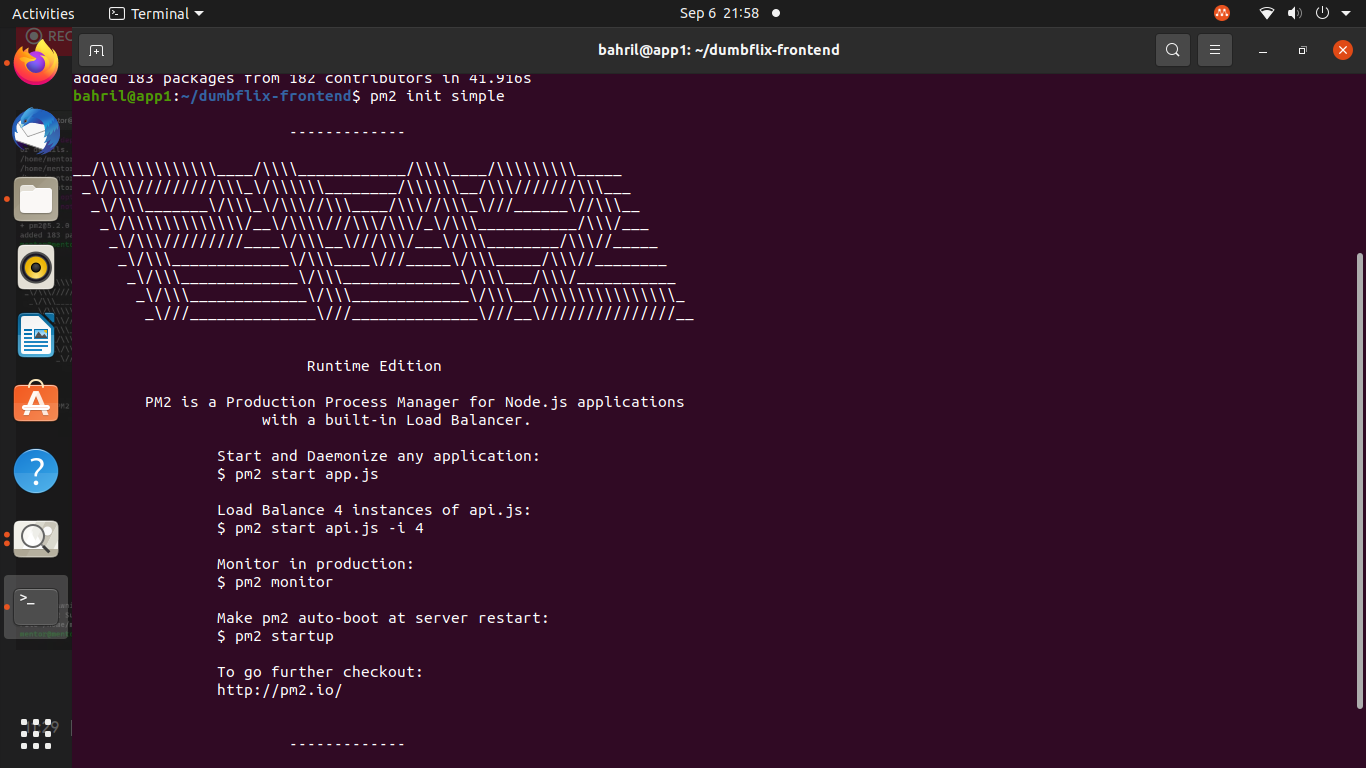 Activities
Terminal
Sep 6 21:58
REC
bahril@app1: ~/dumbflix-frontend
added 183 packages from 182 contributors in 41.916s
bahril@app1:~/dumbflix-frontend$ pm2 init simple
-------------
__/\\\\\\\\\\\\\____/\\\\____________/\\\\____/\\\\\\\\\_____
_\/\\\/////////\\\_\/\\\\\\________/\\\\\\__/\\\///////\\\___
_\/\\\_______\/\\\_\/\\\//\\\____/\\\//\\\_\///______\//\\\__
_\/\\\\\\\\\\\\\/__\/\\\\///\\\/\\\/_\/\\\___________/\\\/___
_\/\\\/////////____\/\\\__\///\\\/___\/\\\________/\\\//_____
_\/\\\_____________\/\\\____\///_____\/\\\_____/\\\//________
_\/\\\_____________\/\\\_____________\/\\\___/\\\/___________
_\/\\\_____________\/\\\_____________\/\\\__/\\\\\\\\\\\\\\\_
_\///______________\///______________\///__\///////////////__
Runtime Edition
PM2 is a Production Process Manager for Node.js applications
with a built-in Load Balancer.
Start and Daemonize any application:
$ pm2 start app.js
Load Balance 4 instances of api.js:
$ pm2 start api.js -i 4
Monitor in production:
$ pm2 monitor
Make pm2 auto-boot at server restart:
$ pm2 startup
To go further checkout:
http://pm2.io/
-------------